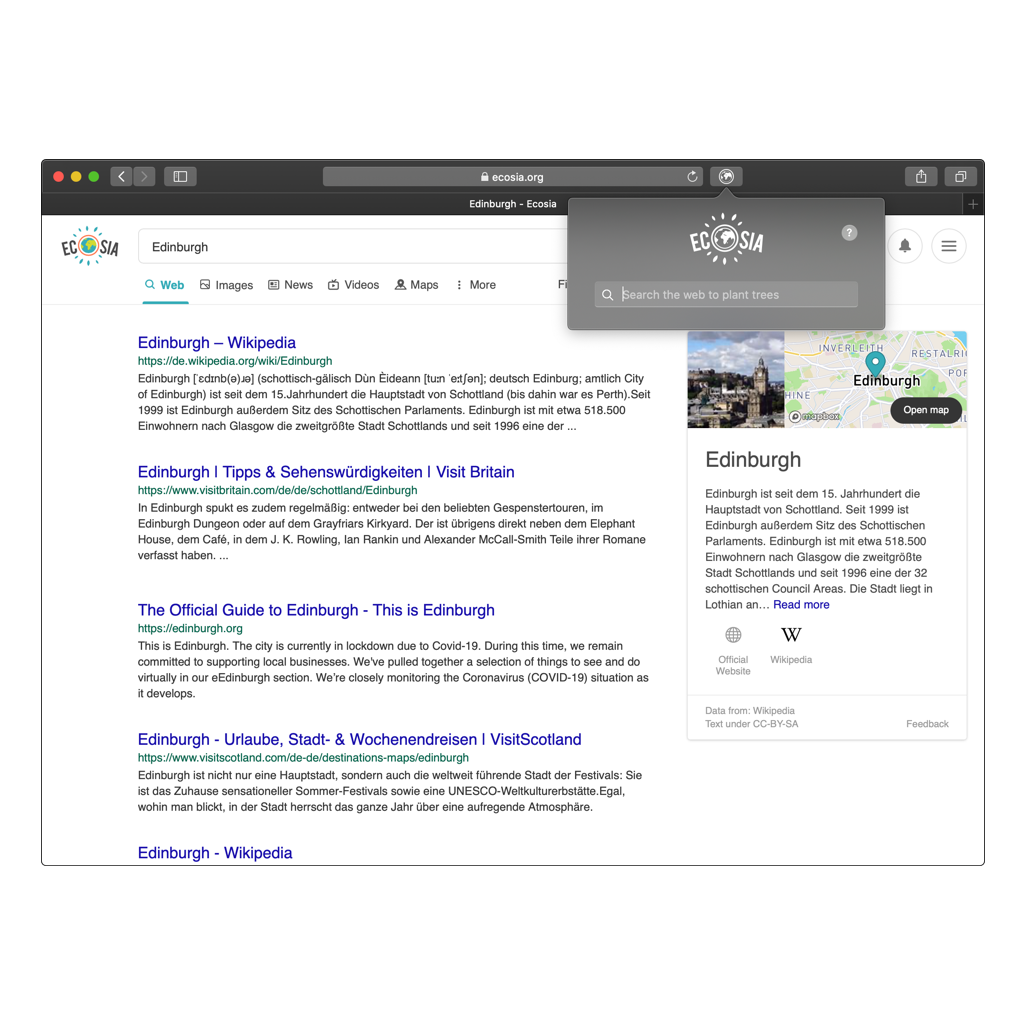 ecosia.org
Edinburgh - Ecosia
ECOSIA
?
Search the web to plant trees
ECOSIA
Edinburgh
Web
Images
News
Videos
Maps
More
Edinburgh – Wikipedia
https://de.wikipedia.org/wiki/Edinburgh
Edinburgh [ˈɛdɪnb(ə)ɹə] (schottisch-gälisch Dùn Èideann [tuːn ˈeːtʃən]; deutsch Edinburg; amtlich City
of Edinburgh) ist seit dem 15.Jahrhundert die Hauptstadt von Schottland (bis dahin war es Perth).Seit
1999 ist Edinburgh außerdem Sitz des Schottischen Parlaments. Edinburgh ist mit etwa 518.500
Einwohnern nach Glasgow die zweitgrößte Stadt Schottlands und seit 1996 eine der ...
Edinburgh | Tipps & Sehenswürdigkeiten | Visit Britain
https://www.visitbritain.com/de/de/schottland/Edinburgh
In Edinburgh spukt es zudem regelmäßig: entweder bei den beliebten Gespenstertouren, im
Edinburgh Dungeon oder auf dem Grayfriars Kirkyard. Der ist übrigens direkt neben dem Elephant
House, dem Café, in dem J. K. Rowling, Ian Rankin und Alexander McCall-Smith Teile ihrer Romane
verfasst haben. ...
The Official Guide to Edinburgh - This is Edinburgh
https://edinburgh.org
This is Edinburgh. The city is currently in lockdown due to Covid-19. During this time, we remain
committed to supporting local businesses. We've pulled together a selection of things to see and do
virtually in our eEdinburgh section. We're closely monitoring the Coronavirus (COVID-19) situation as
it develops.
Edinburgh - Urlaube, Stadt- & Wochenendreisen | VisitScotland
https://www.visitscotland.com/de-de/destinations-maps/edinburgh
Edinburgh ist nicht nur eine Hauptstadt, sondern auch die weltweit führende Stadt der Festivals: Sie
ist das Zuhause sensationeller Sommer-Festivals sowie eine UNESCO-Weltkulturerbstätte.Egal,
wohin man blickt, in der Stadt herrscht das ganze Jahr über eine aufregende Atmosphäre.
Edinburgh - Wikipedia
INVERLEITH
RESTALRI
Edinburgh
HINE
POR
mapbox
Open map
Edinburgh
Edinburgh ist seit dem 15. Jahrhundert die
Hauptstadt von Schottland. Seit 1999 ist
Edinburgh außerdem Sitz des Schottischen
Parlaments. Edinburgh ist mit etwa 518.500
Einwohnern nach Glasgow die zweitgrößte
Stadt Schottlands und seit 1996 eine der 32
schottischen Council Areas. Die Stadt liegt in
Lothian an… Read more
W
Official
Website
Wikipedia
Data from: Wikipedia
Text under CC-BY-SA
Feedback